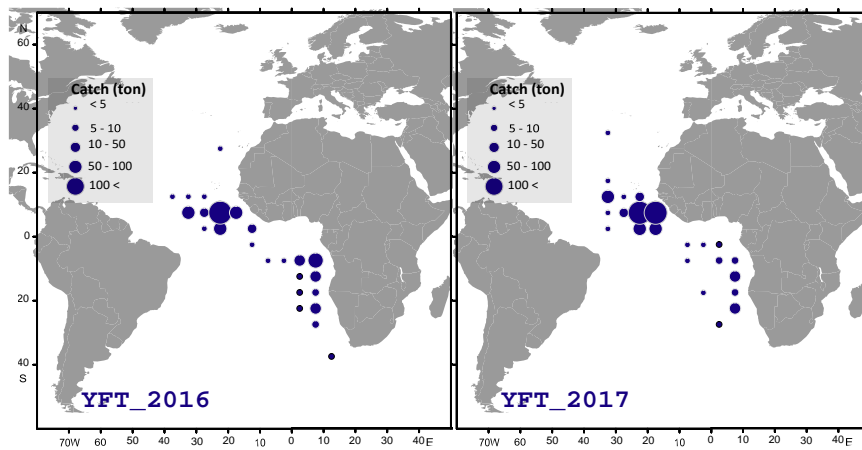 N
60
40
20
0
20
40
S
Catch (ton)
< 5
5 - 10
10 - 50
50 - 100
100 <
YFT_2016
70W 60 50 40 30 20 10 0 10 20 30 40 E
Catch (ton)
< 5
5 - 10
10 - 50
50 - 100
100 <
YFT_2017
70W 60 50 40 30 20 10 0 10 20 30 40 E